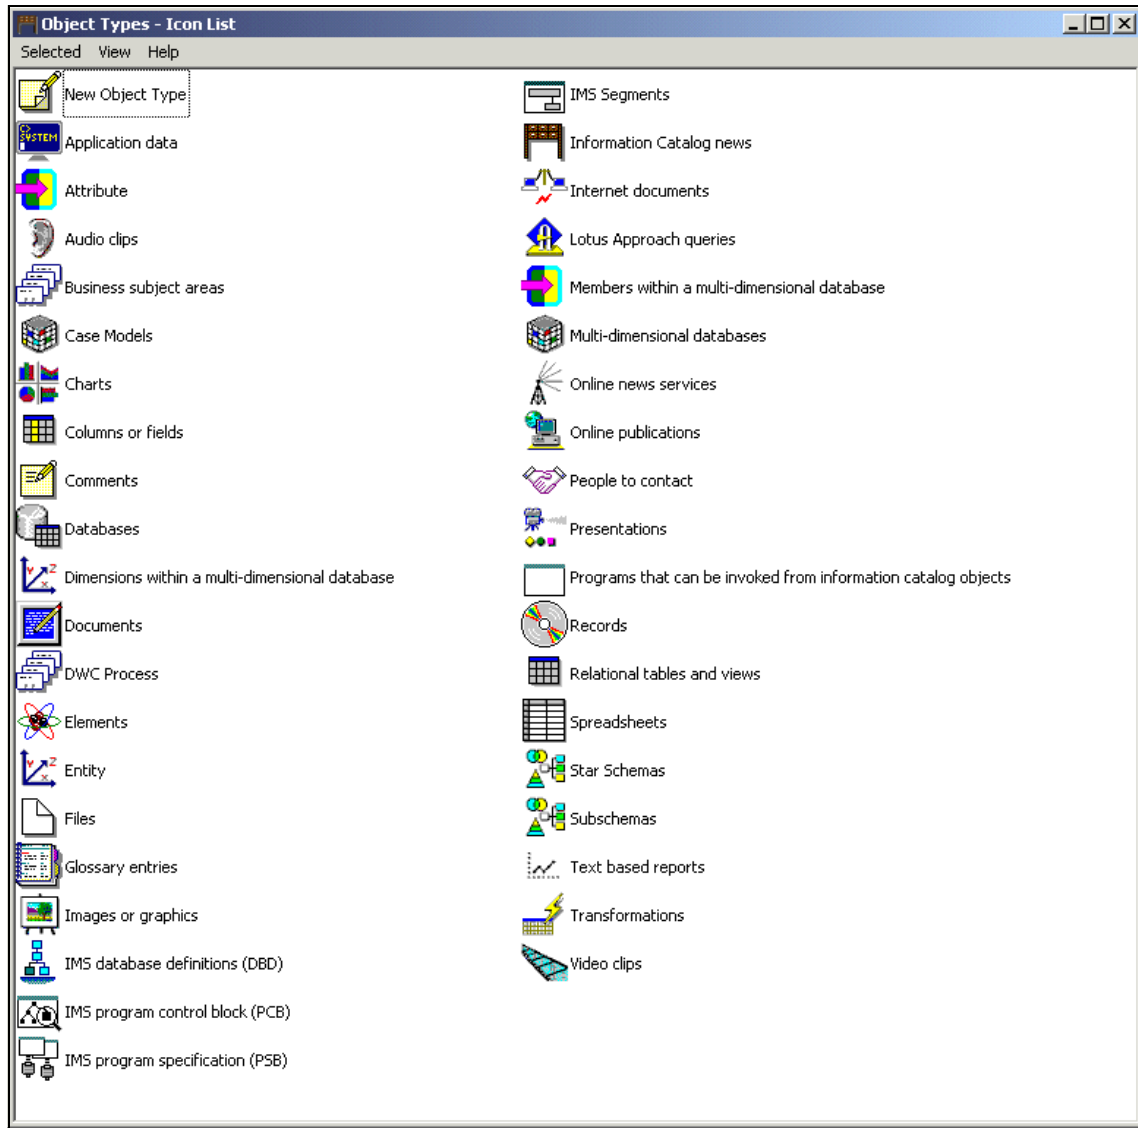 Object Types - Icon List
Selected View Help
New Object Type
Application data
Attribute
Audio clips
Business subject areas
Case Models
Charts
Columns or fields
Comments
Databases
Dimensions within a multi-dimensional database
Documents
DWC Process
Elements
Entity
Files
Glossary entries
Images or graphics
IMS database definitions (DBD)
IMS program control block (PCB)
IMS program specification (PSB)
IMS Segments
Information Catalog news
Internet documents
Lotus Approach queries
Members within a multi-dimensional database
Multi-dimensional databases
Online news services
Online publications
People to contact
Presentations
Programs that can be invoked from information catalog objects
Records
Relational tables and views
Spreadsheets
Star Schemas
Subschemas
Text based reports
Transformations
Video clips
SYSTEM
Y Z
X
Y Z
X